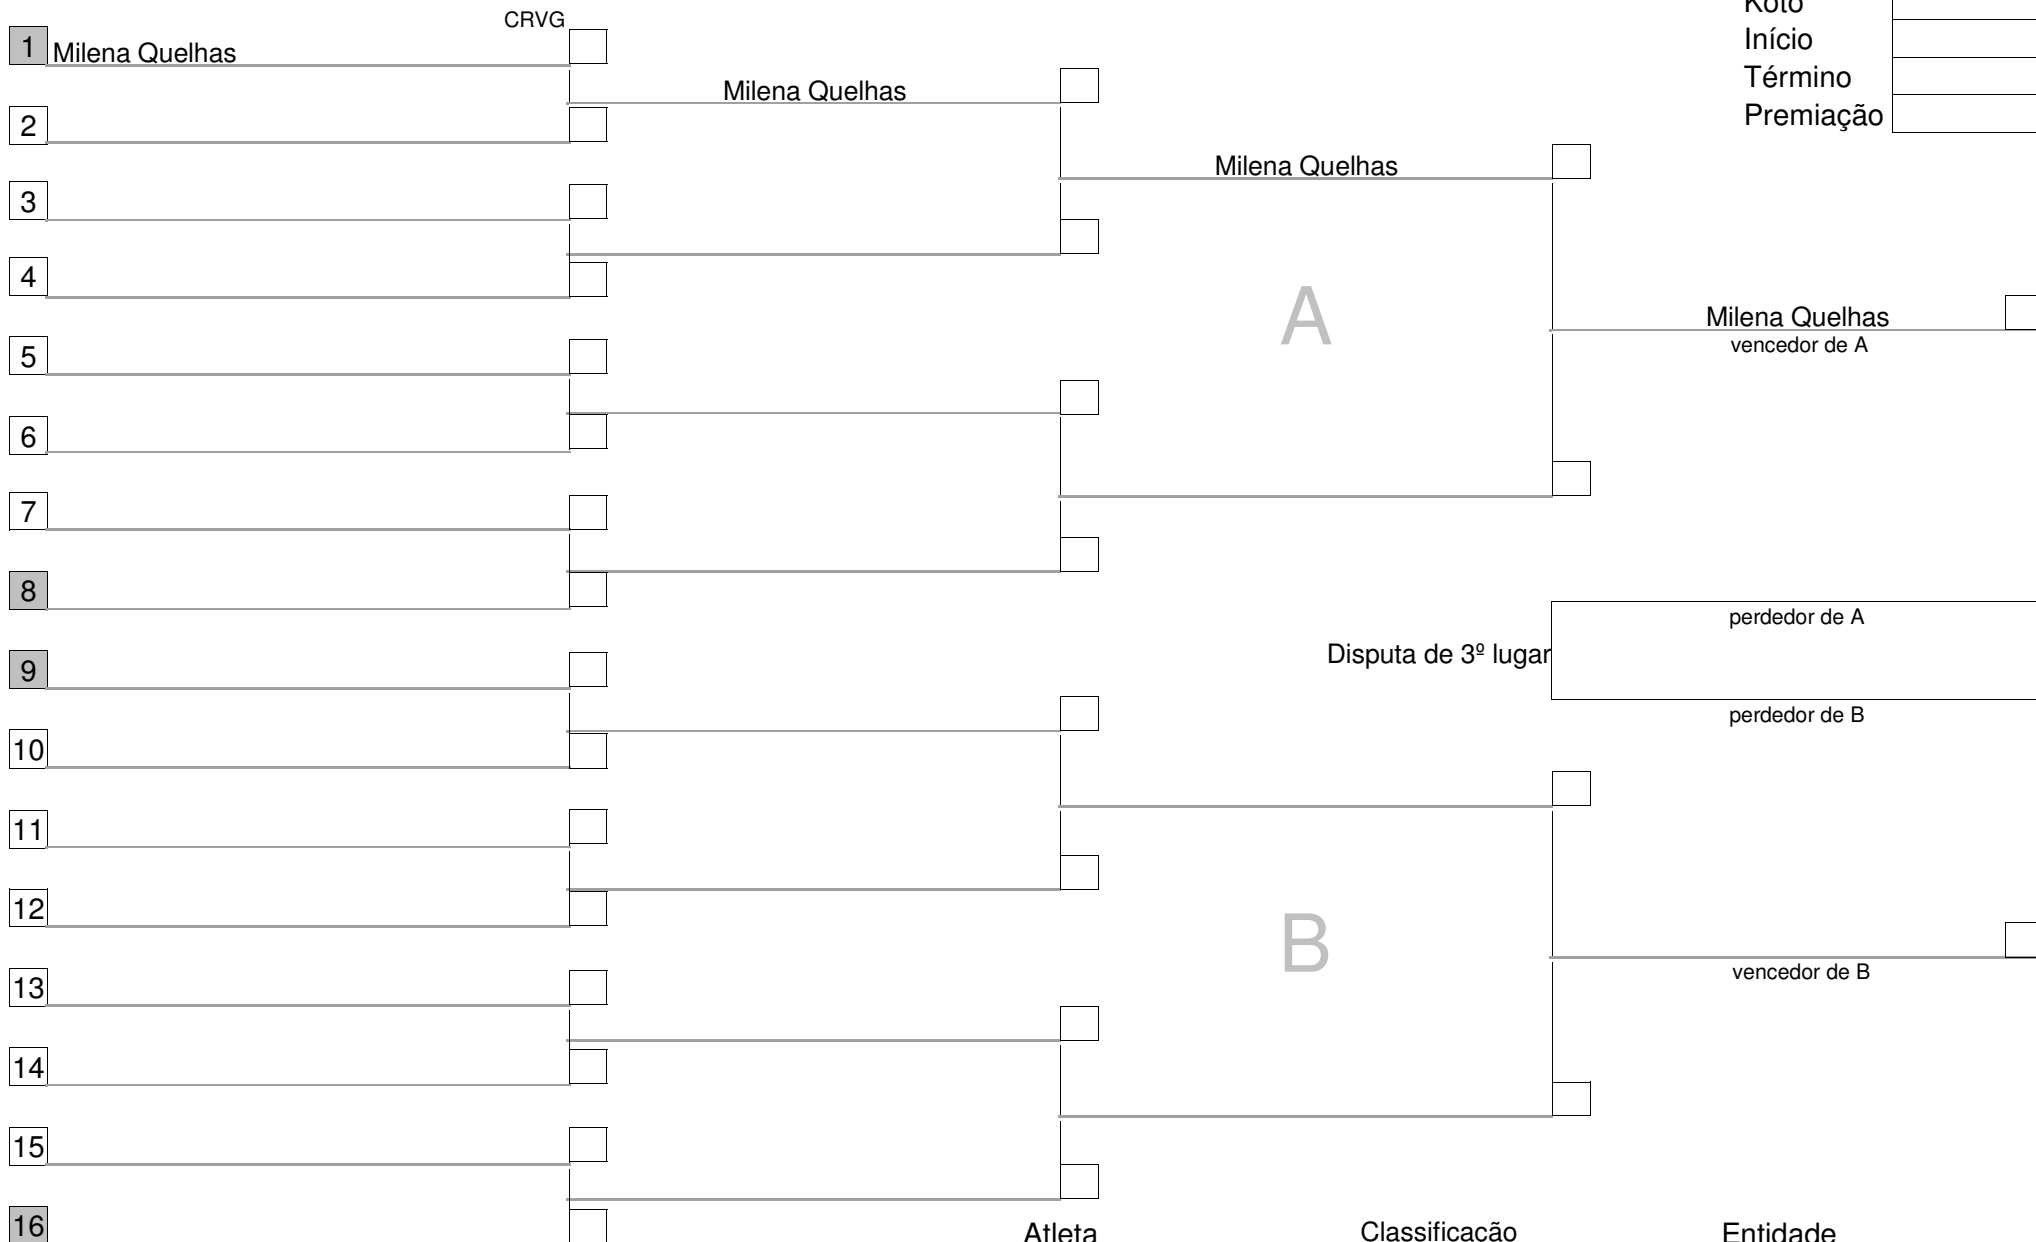 CRVG
Koto
1 Milena Quelhas
Início
Milena Quelhas
Término
2
Premiação
Milena Quelhas
3
4
A
Milena Quelhas
5
vencedor de A
6
7
8
perdedor de A
9
Disputa de 3º lugar
perdedor de B
10
11
12
B
13
vencedor de B
14
15
16
Atleta
Classificação
Entidade